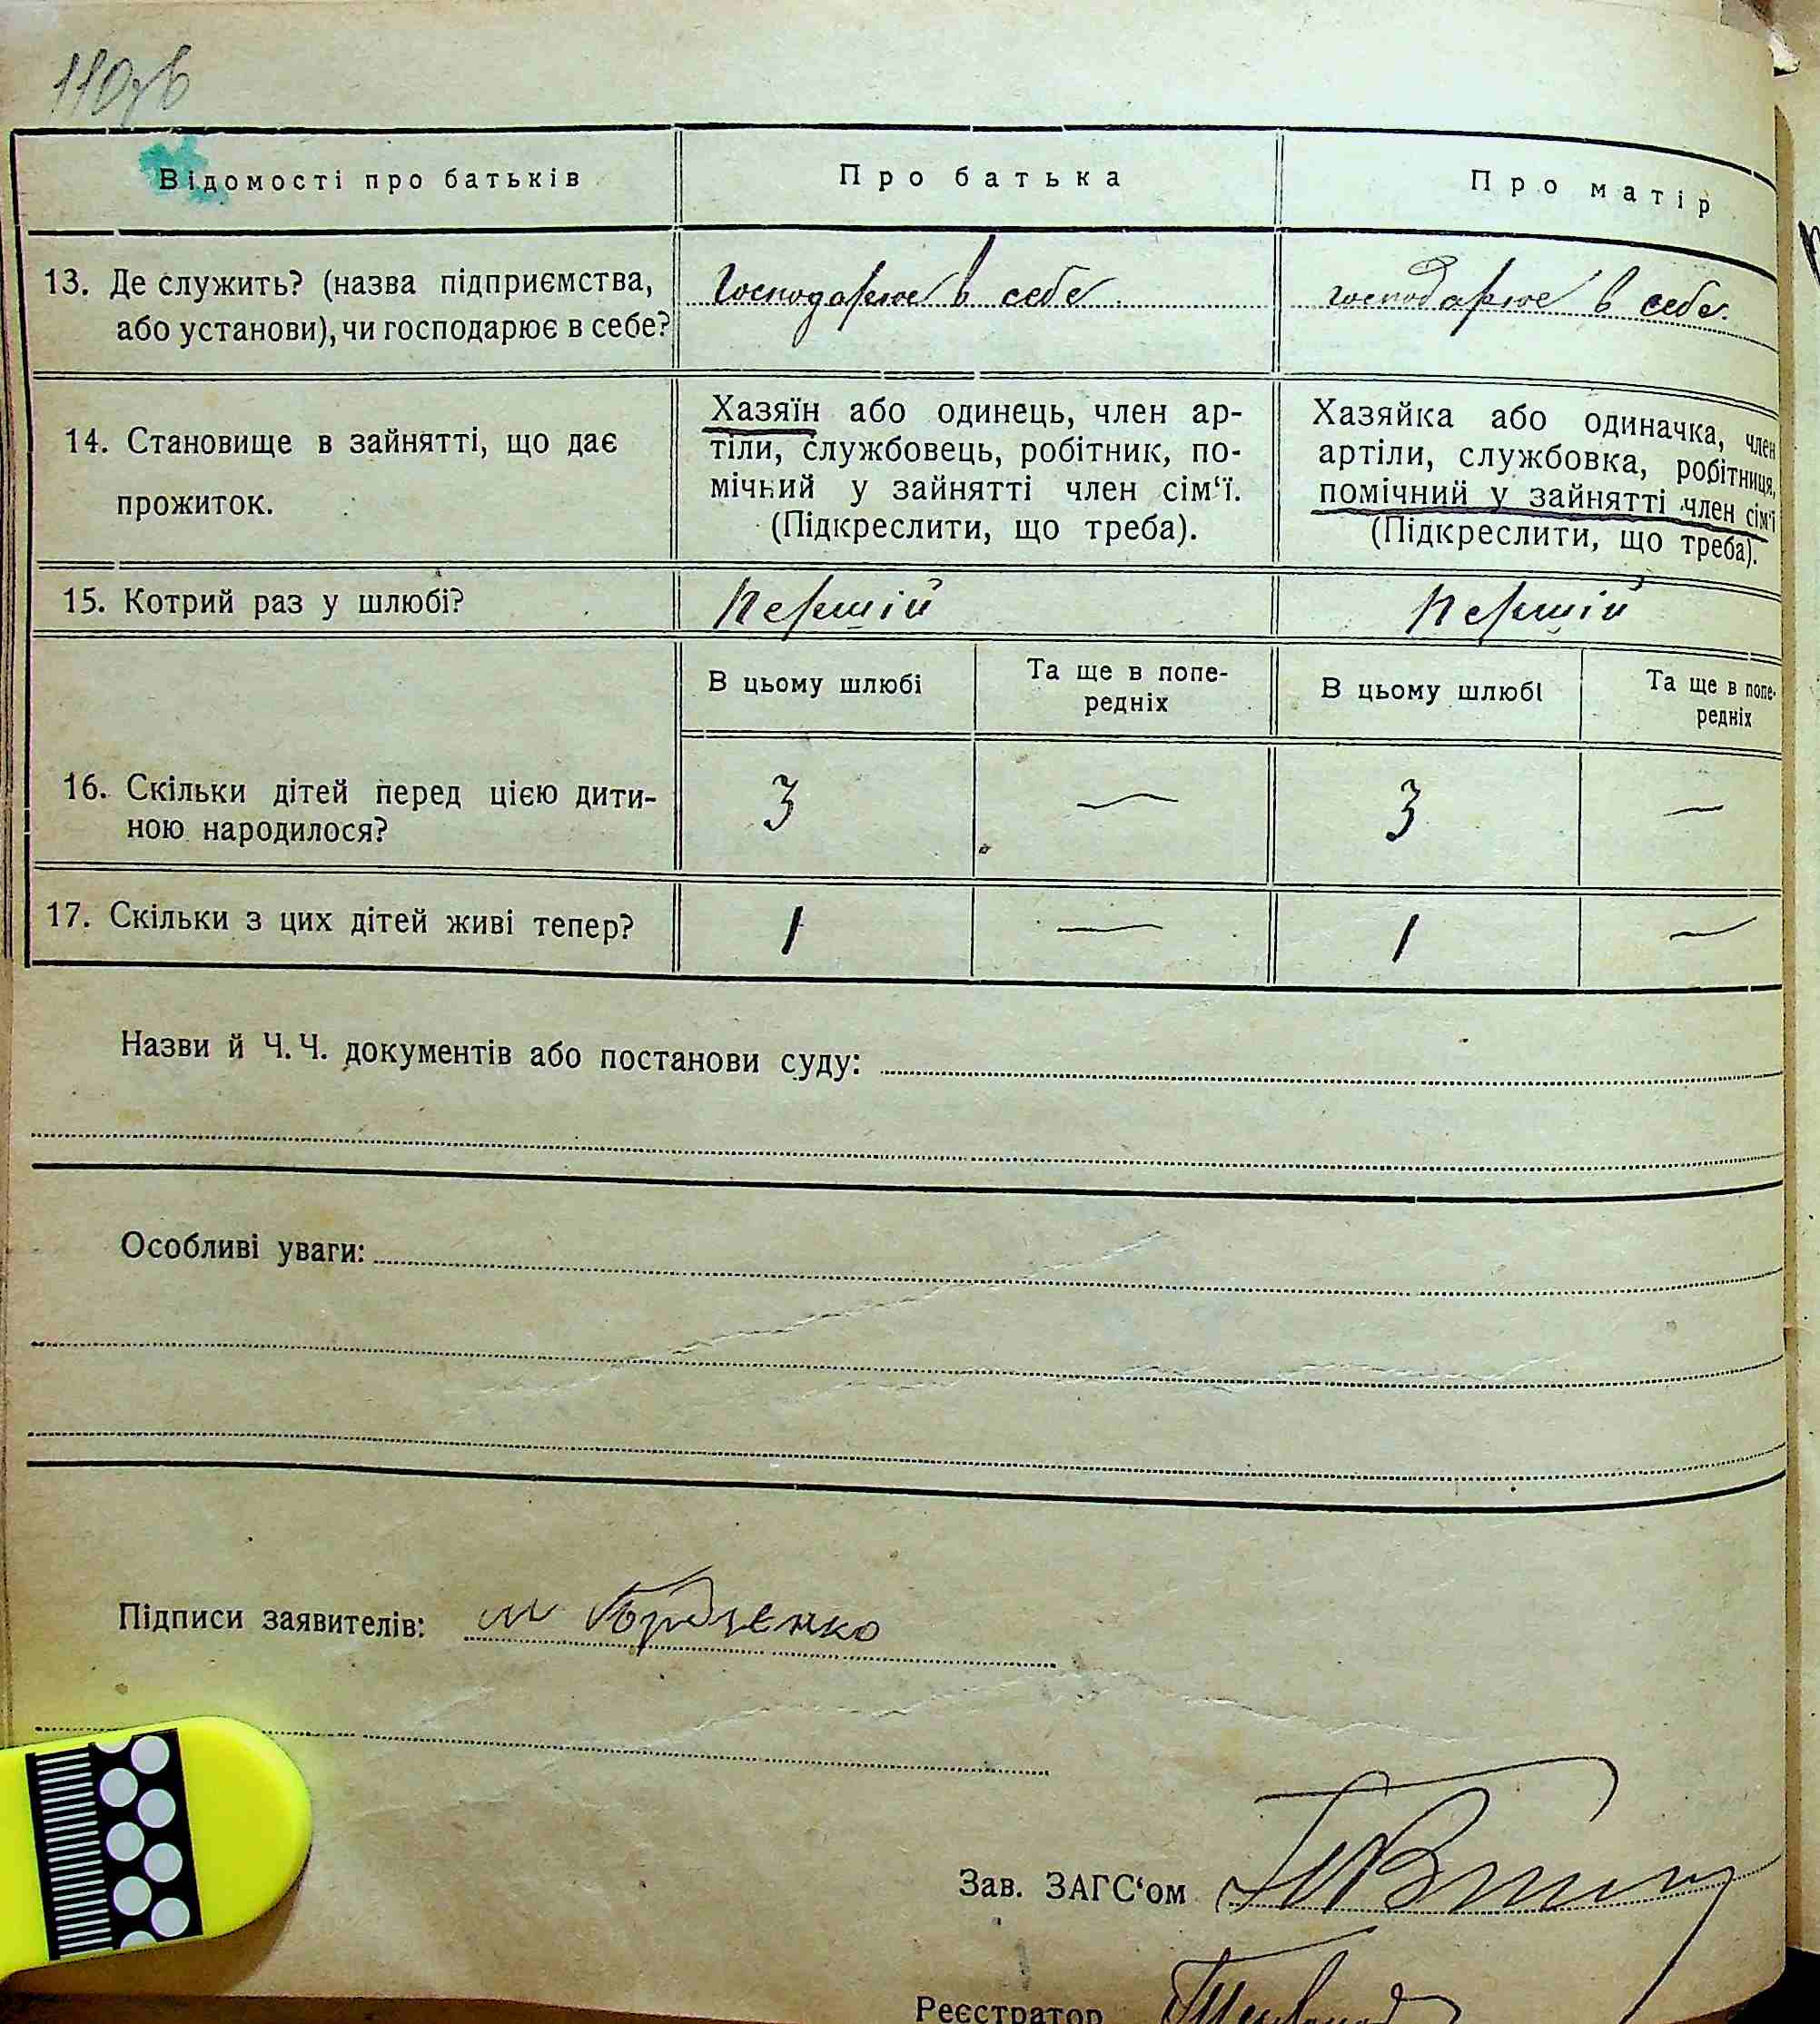 110зв
Відомості про батьків
Про батька
Про матір
13. Де служить? (назва підприємства,
або установи), чи господарює в себе?
Господарює в себе
господарює в себе.
14. Становище в зайнятті, що дає
прожиток.
Хазяїн або одинець, член ар-
тіли, службовець, робітник, по-
мічний у зайнятті член сім‘ї.
(Підкреслити, що треба).
Хазяйка або одиначка, член
артіли, службовка, робітниця,
помічний у зайнятті член сім‘ї
(Підкреслити, що треба).
15. Котрий раз у шлюбі?
Першій
Першій
В цьому шлюбі
Та ще в попе-
редніх
В цьому шлюбі
Та ще в попе-
редніх
16. Скільки дітей перед цією дити-
ною народилося?
3
—
3
—
17. Скільки з цих дітей живі тепер?
1
—
1
—
Назви й Ч. Ч. документів або постанови суду:
Особливі уваги:
Підписи заявителів:
Зав. ЗАГС‘ом
Реєстратор